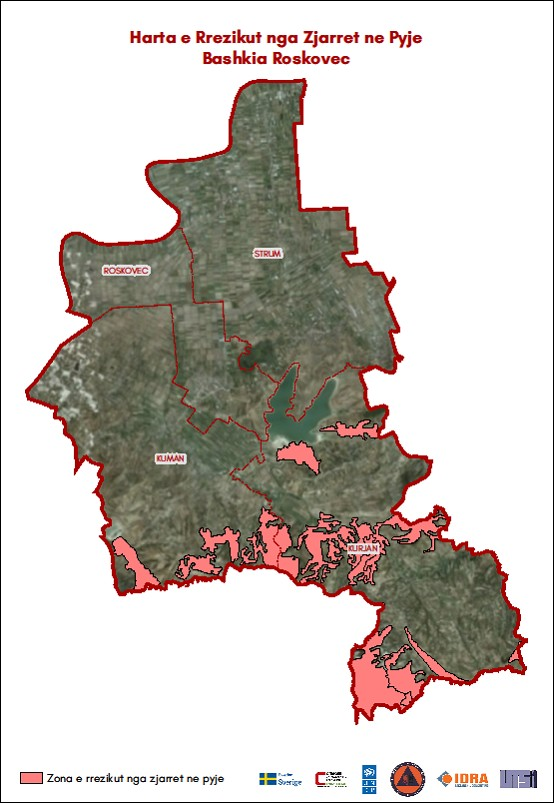 Harta e Rrezikut nga Zjarret ne Pyje
Bashkia Roskovec
STRUM
ROSKOVEC
KUMAN
KURJAN
Zona e rrezikut nga zjarret ne pyje
Sverige
IDRA